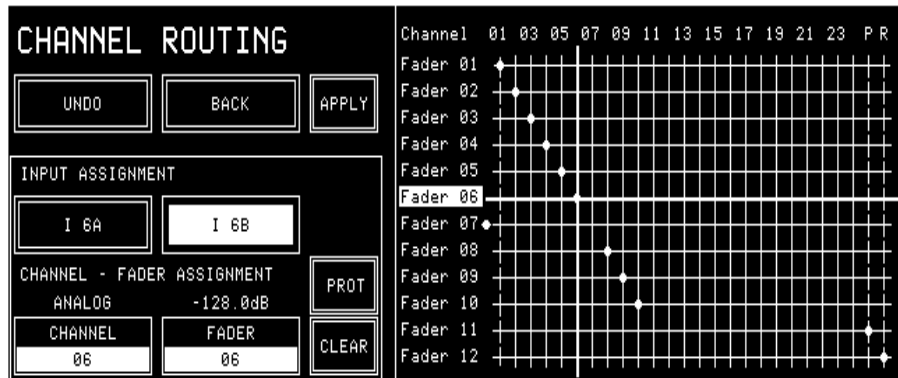 CHANNEL ROUTING
UNDO BACK APPLY
INPUT ASSIGNMENT
I 6A I 6B
CHANNEL - FADER ASSIGNMENT
ANALOG -128.0dB
PROT
CHANNEL FADER
06 06
CLEAR
Channel 01 03 05 07 09 11 13 15 17 19 21 23 P R
Fader 01
Fader 02
Fader 03
Fader 04
Fader 05
Fader 06
Fader 07
Fader 08
Fader 09
Fader 10
Fader 11
Fader 12